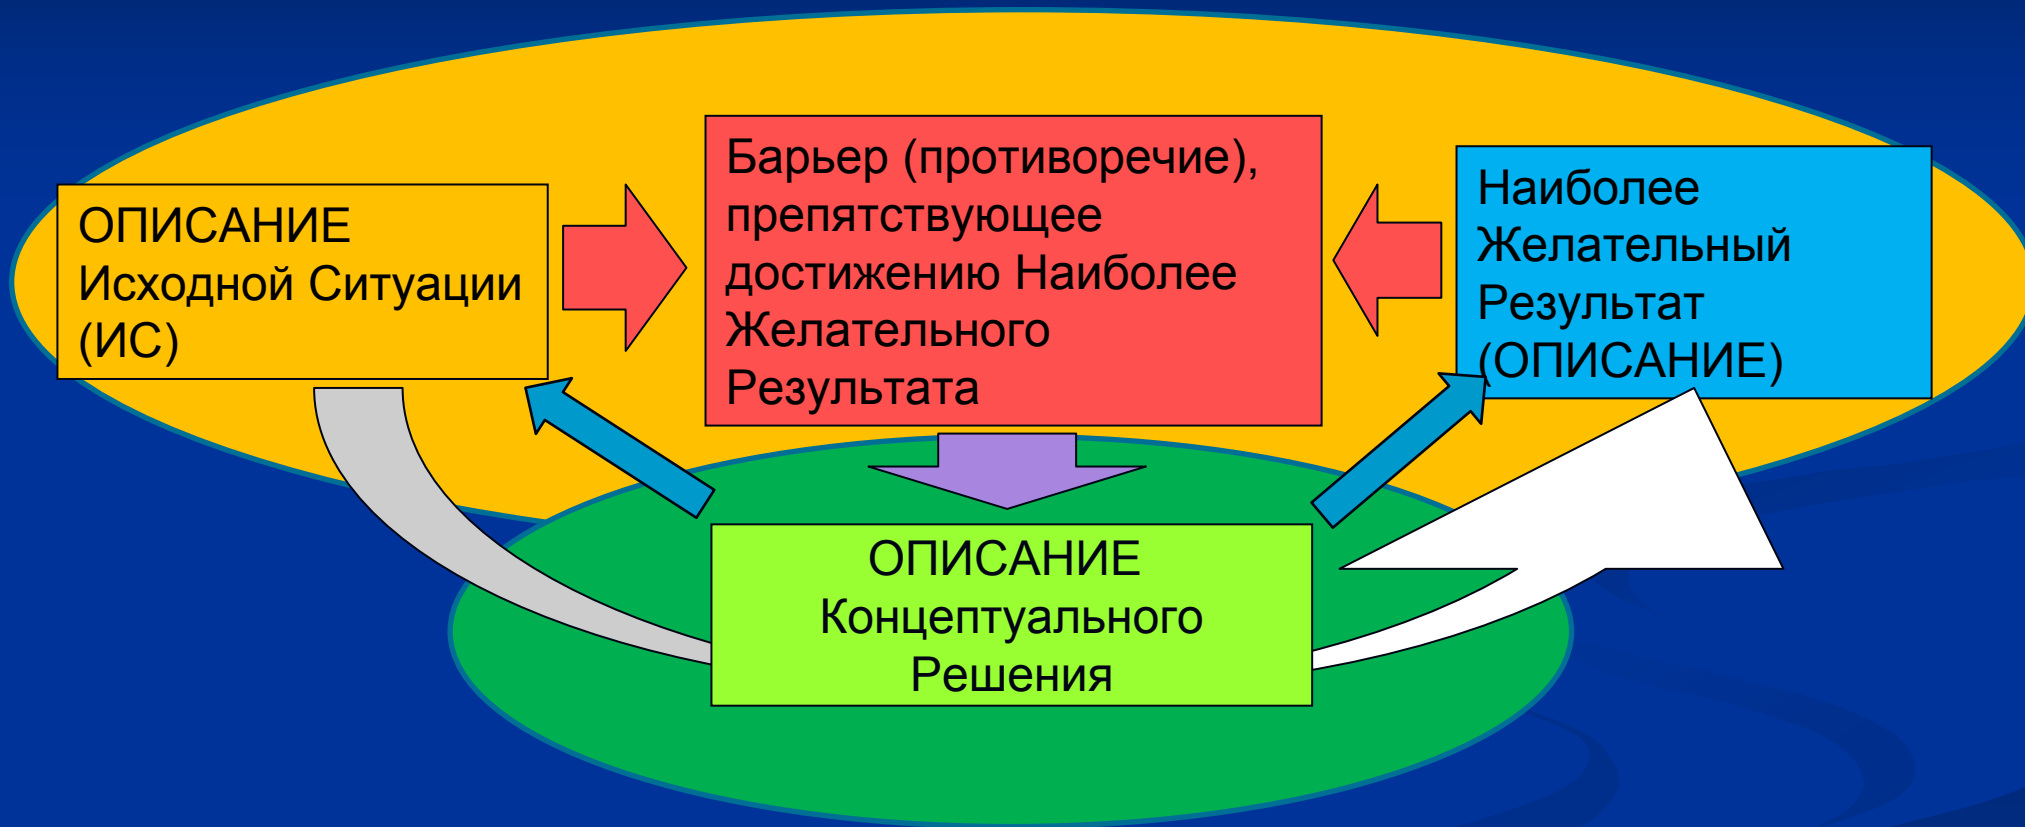 ОПИСАНИЕ
Исходной Ситуации
(ИС)
Барьер (противоречие),
препятствующее
достижению Наиболее
Желательного
Результата
Наиболее
Желательный
Результат
(ОПИСАНИЕ)
ОПИСАНИЕ
Концептуального
Решения